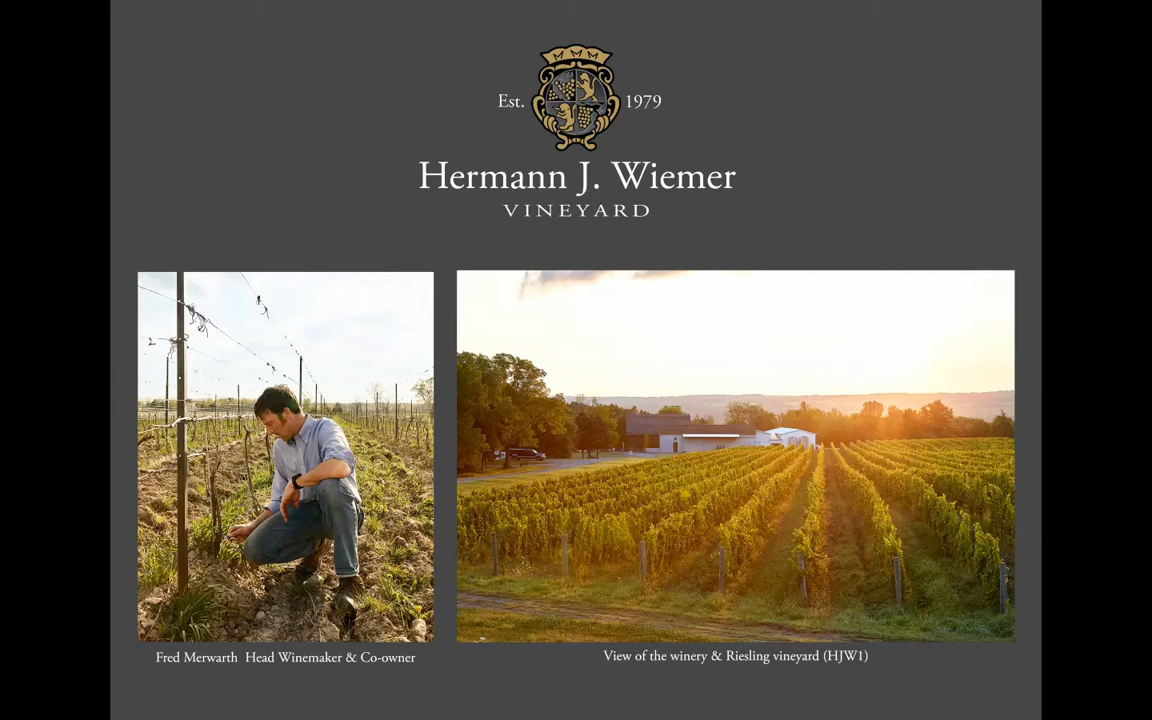 Est. 1979
Hermann J. Wiemer
VINEYARD
Fred Merwarth Head Winemaker & Co-owner
View of the winery & Riesling vineyard (HJW1)